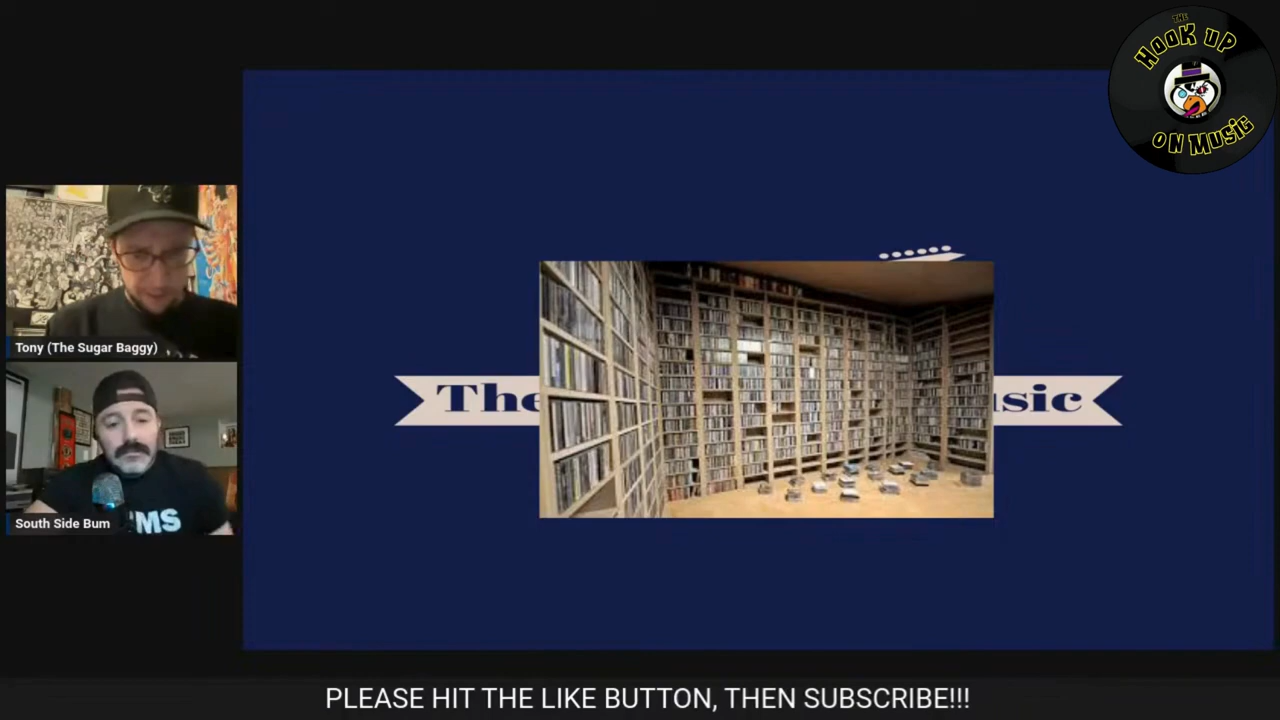 THE
HOOK UP
ON MUSIC
Tony (The Sugar Baggy)
The
usic
MS
South Side Bum
PLEASE HIT THE LIKE BUTTON, THEN SUBSCRIBE!!!